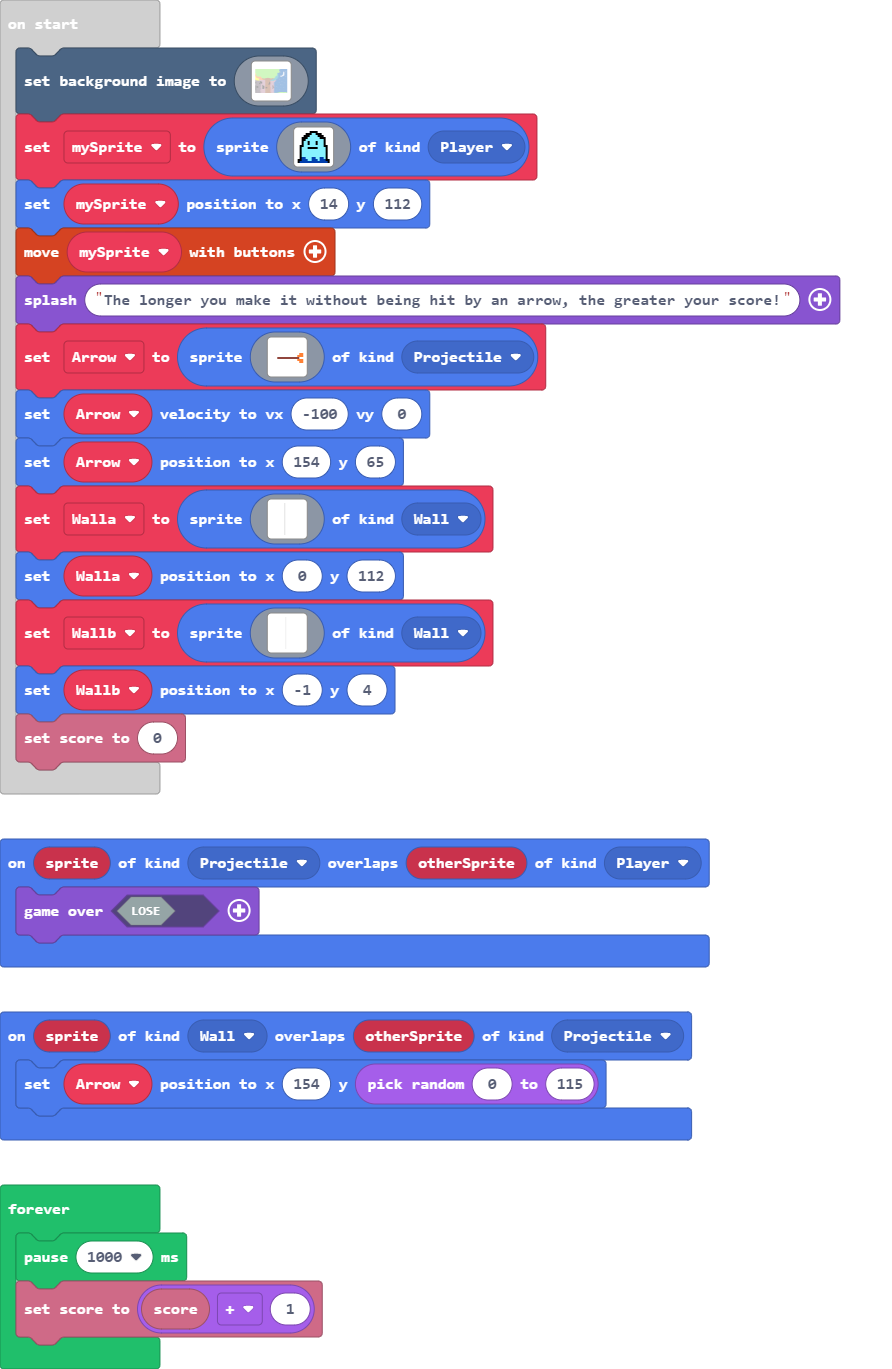 on start
set background image to
set mySprite to sprite of kind Player
set mySprite position to x 14 y 112
move mySprite with buttons
splash "The longer you make it without being hit by an arrow, the greater your score!"
set Arrow to sprite of kind Projectile
set Arrow velocity to vx -100 vy 0
set Arrow position to x 154 y 65
set Walla to sprite of kind Wall
set Walla position to x 0 y 112
set Wallb to sprite of kind Wall
set Wallb position to x -1 y 4
set score to 0
on sprite of kind Projectile overlaps otherSprite of kind Player
game over LOSE
on sprite of kind Wall overlaps otherSprite of kind Projectile
set Arrow position to x 154 y pick random 0 to 115
forever
pause 1000 ms
set score to score + 1